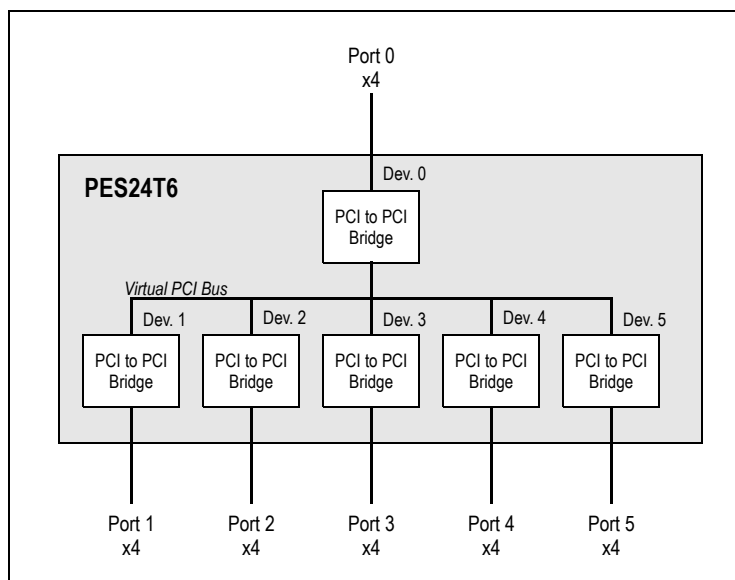 Port 0
x4
Dev. 0
PES24T6
PCI to PCI
Bridge
Virtual PCI Bus
Dev. 1
Dev. 2
Dev. 3
Dev. 4
Dev. 5
PCI to PCI
Bridge
PCI to PCI
Bridge
PCI to PCI
Bridge
PCI to PCI
Bridge
PCI to PCI
Bridge
Port 1
x4
Port 2
x4
Port 3
x4
Port 4
x4
Port 5
x4